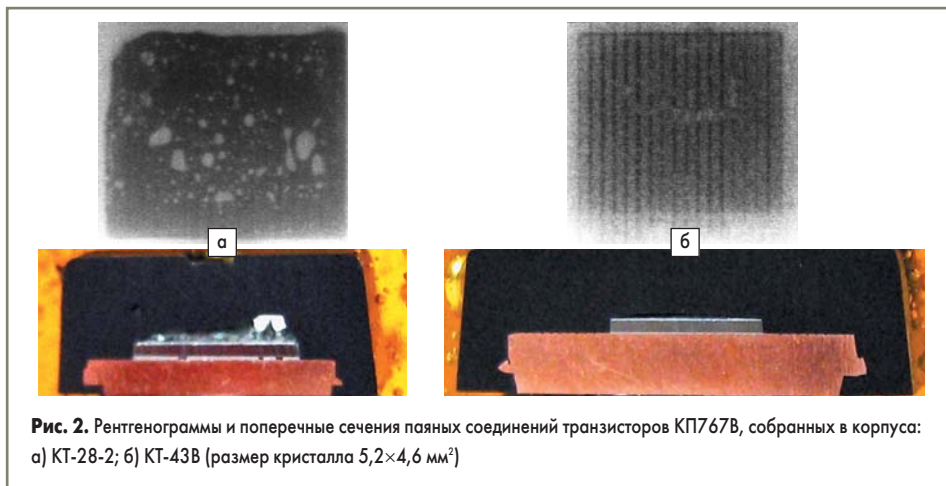 а
б
Рис. 2. Рентгенограммы и поперечные сечения паяных соединений транзисторов КП767В, собранных в корпуса:
а) КТ-28-2; б) КТ-43В (размер кристалла 5,2×4,6 мм²)